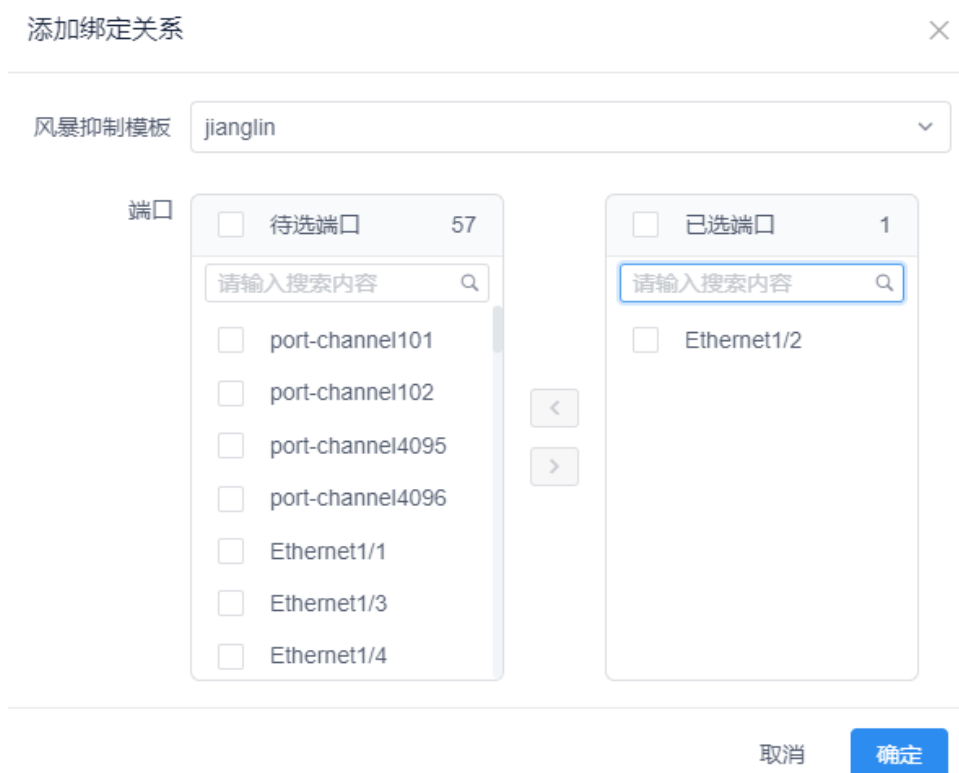 添加绑定关系
风暴抑制模板 jianglin
端口
待选端口 57
请输入搜索内容
port-channel101
port-channel102
port-channel4095
port-channel4096
Ethernet1/1
Ethernet1/3
Ethernet1/4
已选端口 1
请输入搜索内容
Ethernet1/2
取消 确定